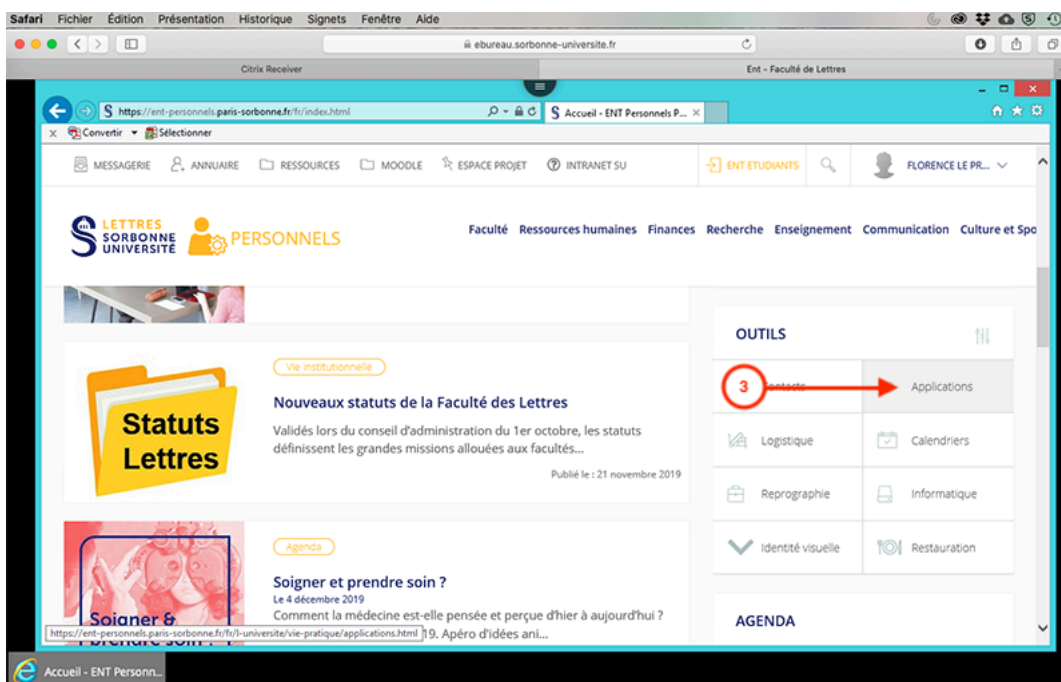 Safari Fichier Édition Présentation Historique Signets Fenêtre Aide
ebureau.sorbonne-universite.fr
Citrix Receiver
Ent - Faculté de Lettres
https://ent-personnels.paris-sorbonne.fr/fr/index.html
Accueil - ENT Personnels P...
x Convertir Sélectionner
MESSAGERIE ANNUAIRE RESSOURCES MOODLE ESPACE PROJET INTRANET SU ENT ETUDIANTS FLORENCE LE PR...
LETTRES
SORBONNE
UNIVERSITÉ
PERSONNELS
Faculté Ressources humaines Finances Recherche Enseignement Communication Culture et Spo
Statuts
Lettres
Vie institutionnelle
Nouveaux statuts de la Faculté des Lettres
Validés lors du conseil d'administration du 1er octobre, les statuts
définissent les grandes missions allouées aux facultés...
Publié le : 21 novembre 2019
Soigner &
prendre soin ?
Agenda
Soigner et prendre soin ?
Le 4 décembre 2019
Comment la médecine est-elle pensée et perçue d'hier à aujourd'hui ?
19. Apéro d'idées ani...
OUTILS
3
Contacts Applications
Logistique Calendriers
Reprographie Informatique
Identité visuelle Restauration
AGENDA
https://ent-personnels.paris-sorbonne.fr/fr/l-universite/vie-pratique/applications.html
Accueil - ENT Personn...